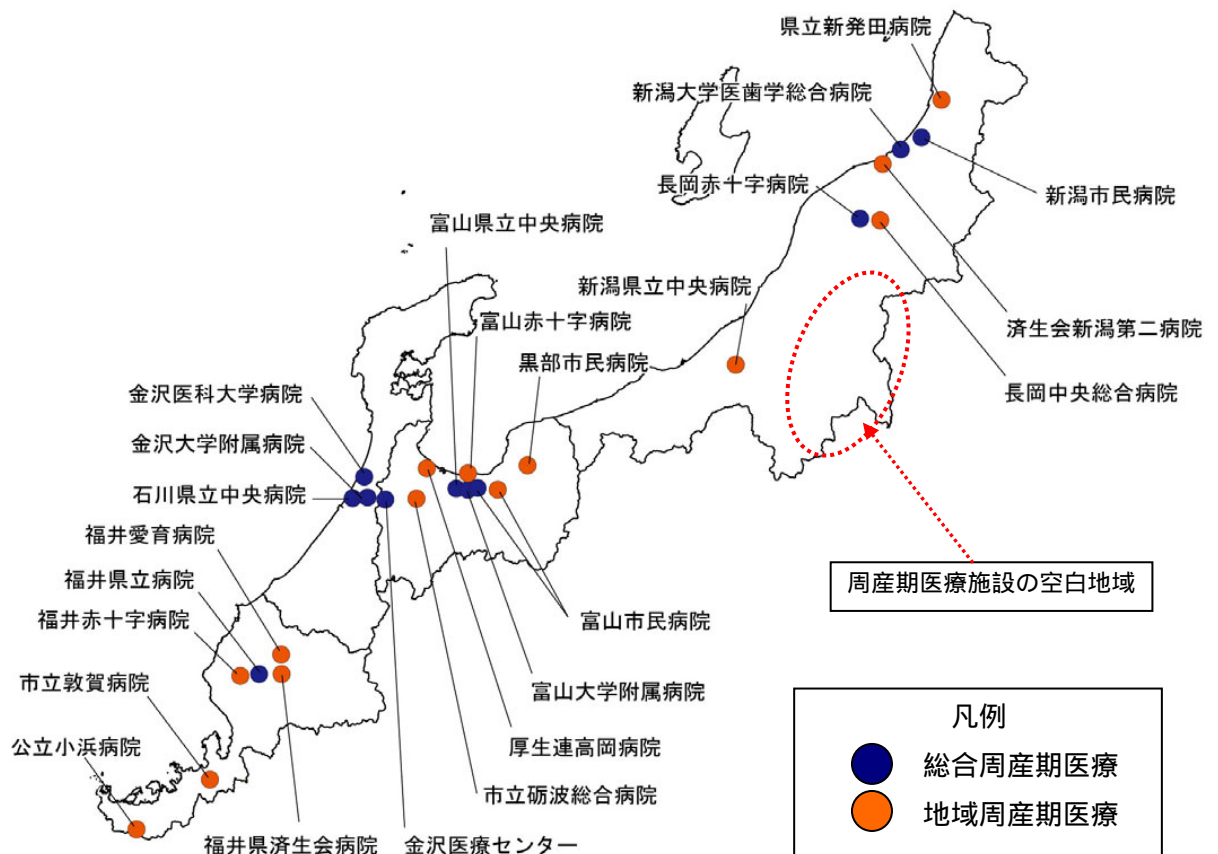 県立新発田病院
新潟大学医歯学総合病院
長岡赤十字病院
新潟市民病院
富山県立中央病院
新潟県立中央病院
富山赤十字病院
済生会新潟第二病院
黒部市民病院
長岡中央総合病院
金沢医科大学病院
金沢大学附属病院
石川県立中央病院
福井愛育病院
福井県立病院
周産期医療施設の空白地域
福井赤十字病院
富山市民病院
市立敦賀病院
富山大学附属病院
公立小浜病院
厚生連高岡病院
市立砺波総合病院
福井県済生会病院
金沢医療センター
凡例
総合周産期医療
地域周産期医療